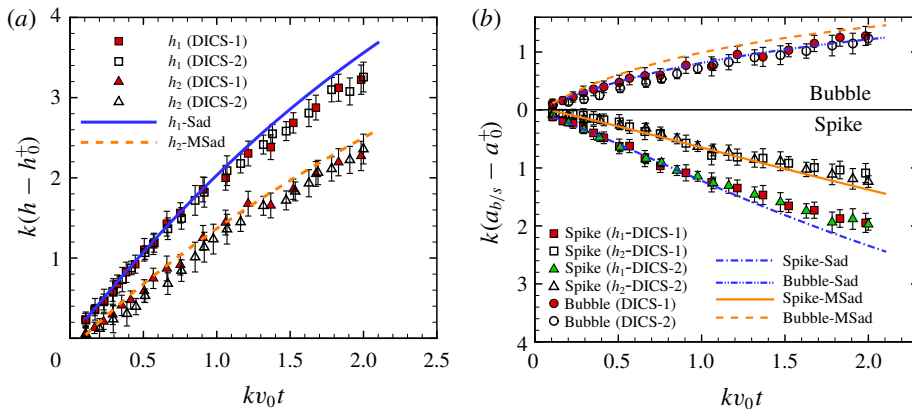 (a)
4
3
2
1
0
0.5
1.0
1.5
2.0
2.5
k(h − h₀⁺)
kv₀t
h₁ (DICS-1)
h₁ (DICS-2)
h₂ (DICS-1)
h₂ (DICS-2)
h₁-Sad
h₂-MSad
(b)
1
0
1
2
3
4
0
0.5
1.0
1.5
2.0
2.5
k(a_b/s − a₀⁺)
kv₀t
Bubble
Spike
Spike (h₁-DICS-1)
Spike (h₂-DICS-1)
Spike (h₁-DICS-2)
Spike (h₂-DICS-2)
Bubble (DICS-1)
Bubble (DICS-2)
Spike-Sad
Bubble-Sad
Spike-MSad
Bubble-MSad